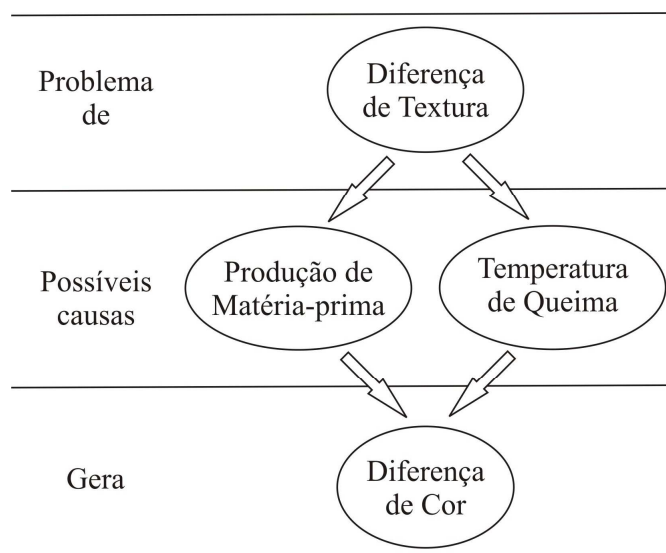 Problema
de
Diferença
de Textura
Possíveis
causas
Produção de
Matéria-prima
Temperatura
de Queima
Gera
Diferença
de Cor